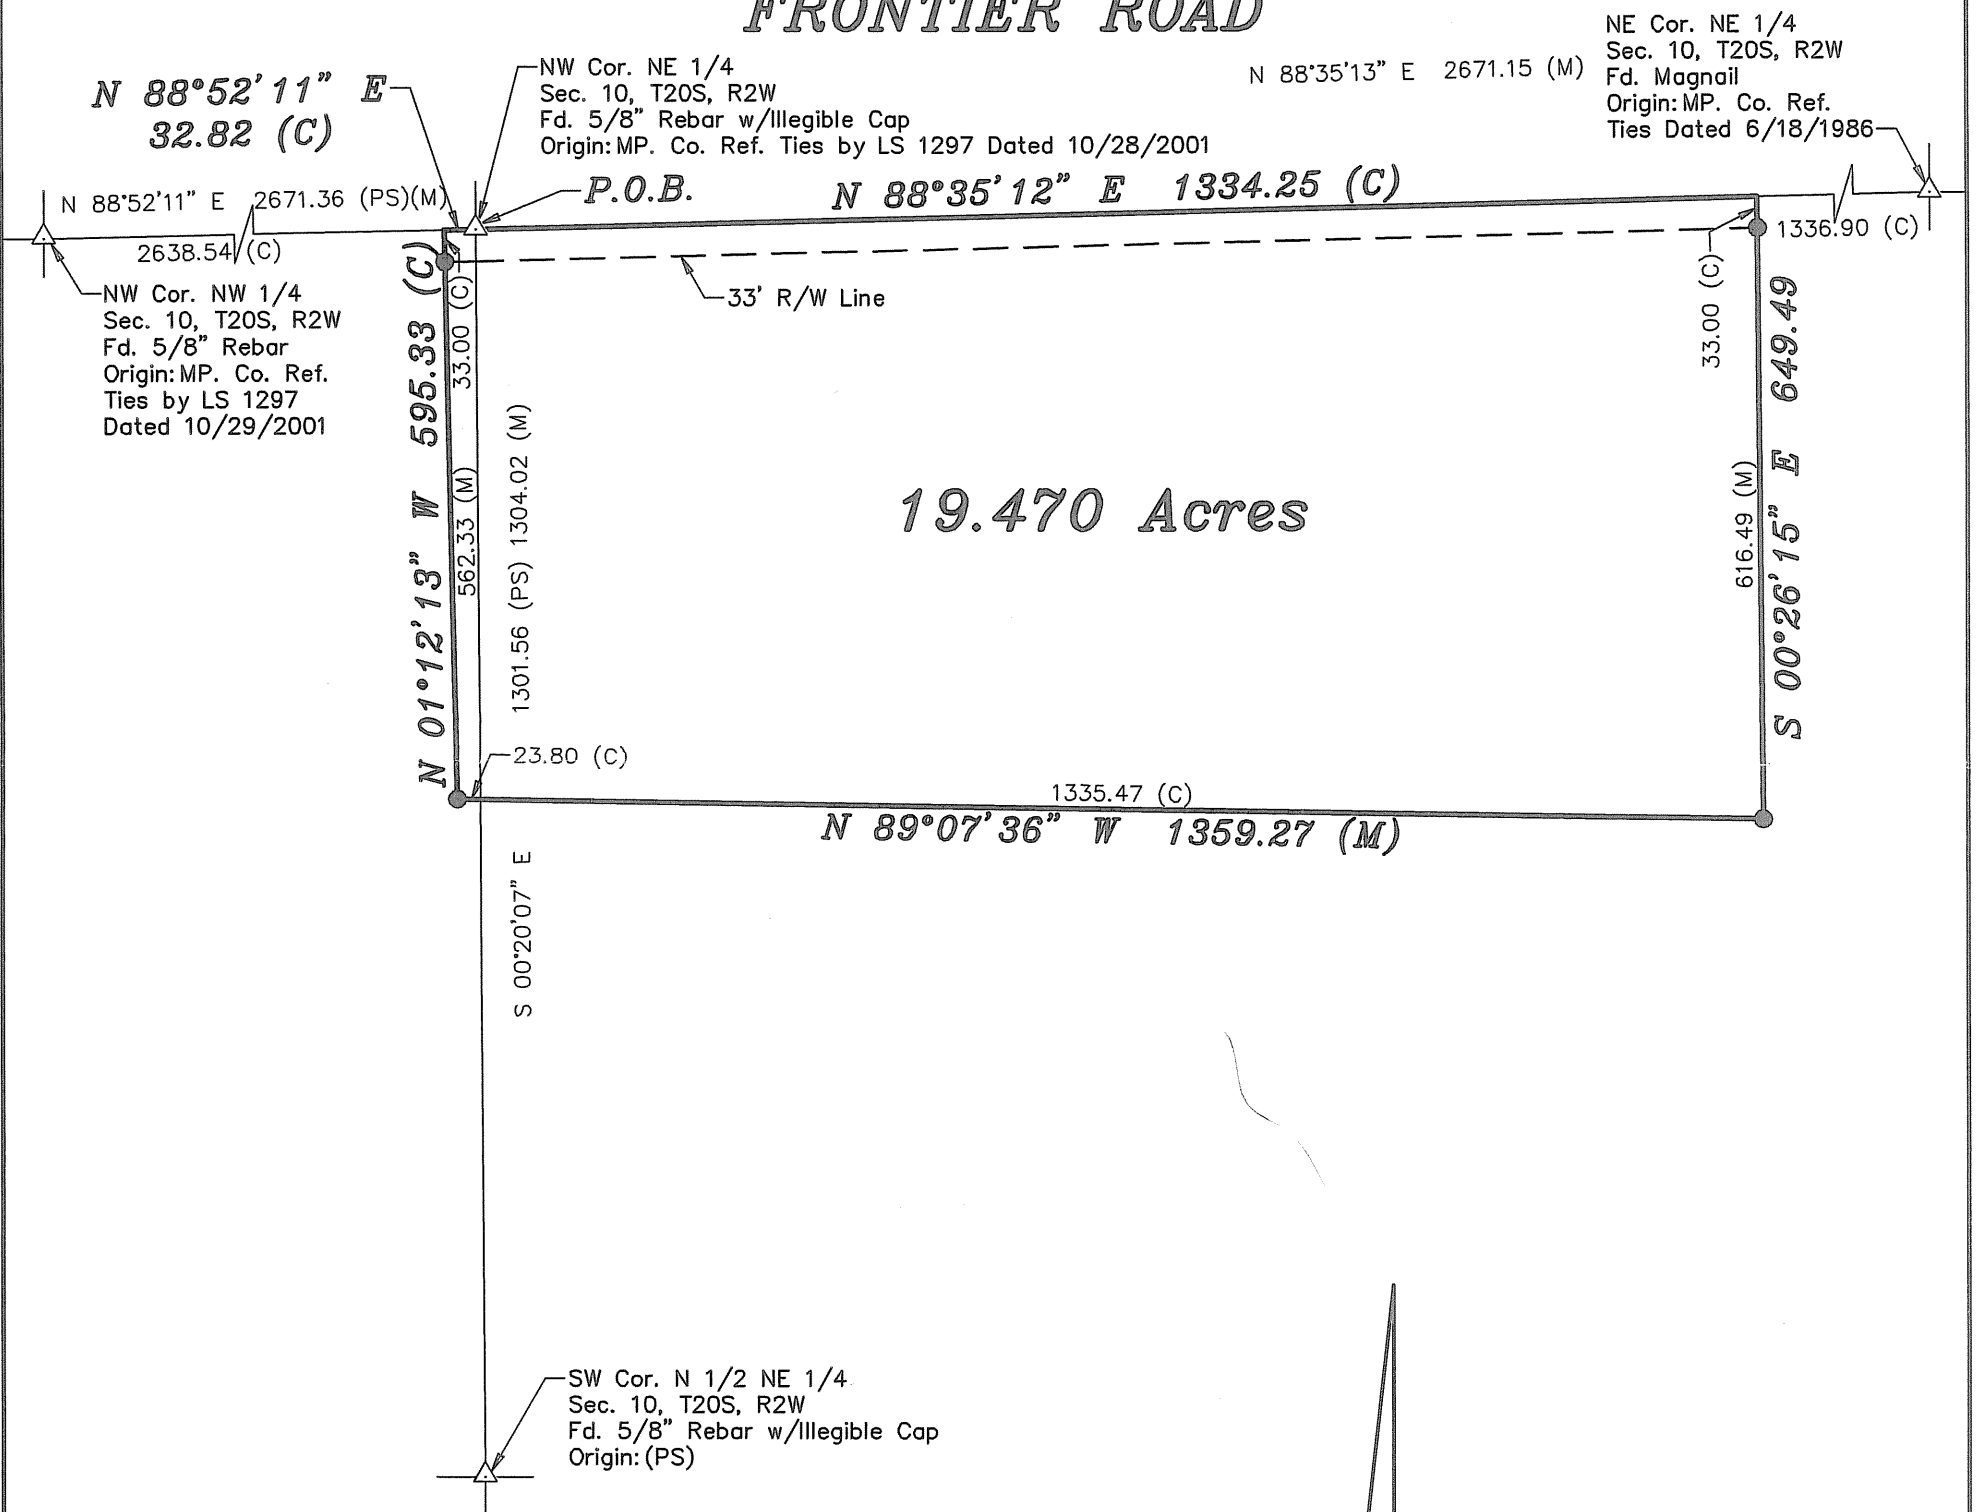 FRONTIER ROAD
N 88°52'11" E
32.82 (C)
NW Cor. NE 1/4
Sec. 10, T20S, R2W
Fd. 5/8" Rebar w/Illegible Cap
Origin: MP. Co. Ref. Ties by LS 1297 Dated 10/28/2001
N 88°35'13" E 2671.15 (M)
NE Cor. NE 1/4
Sec. 10, T20S, R2W
Fd. Magnail
Origin: MP. Co. Ref.
Ties Dated 6/18/1986
N 88°52'11" E 2671.36 (PS)(M)
2638.54 (C)
P.O.B.
N 88°35'12" E 1334.25 (C)
1336.90 (C)
NW Cor. NW 1/4
Sec. 10, T20S, R2W
Fd. 5/8" Rebar
Origin: MP. Co. Ref.
Ties by LS 1297
Dated 10/29/2001
33' R/W Line
N 01°12'13" W 595.33 (C)
33.00 (C)
562.33 (M)
1301.56 (PS) 1304.02 (M)
19.470 Acres
33.00 (C)
616.49 (M)
S 00°26'15" E 649.49
23.80 (C)
1335.47 (C)
N 89°07'36" W 1359.27 (M)
S 00°20'07" E
SW Cor. N 1/2 NE 1/4
Sec. 10, T20S, R2W
Fd. 5/8" Rebar w/Illegible Cap
Origin: (PS)